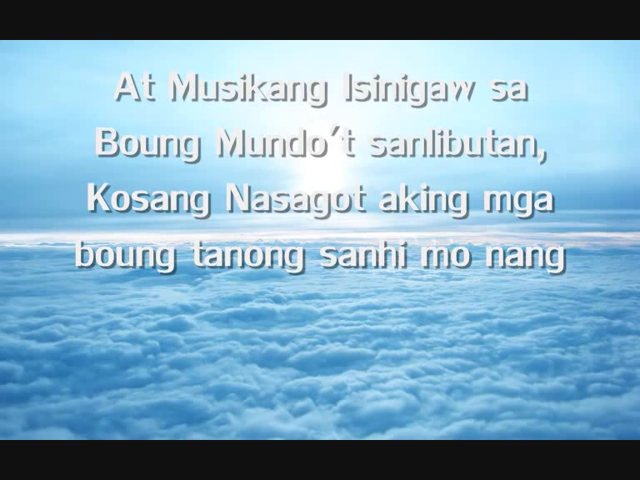 At Musikang Isinigaw sa
Boung Mundo't sanlibutan,
Kosang Nasagot aking mga
boung tanong sanhi mo nang